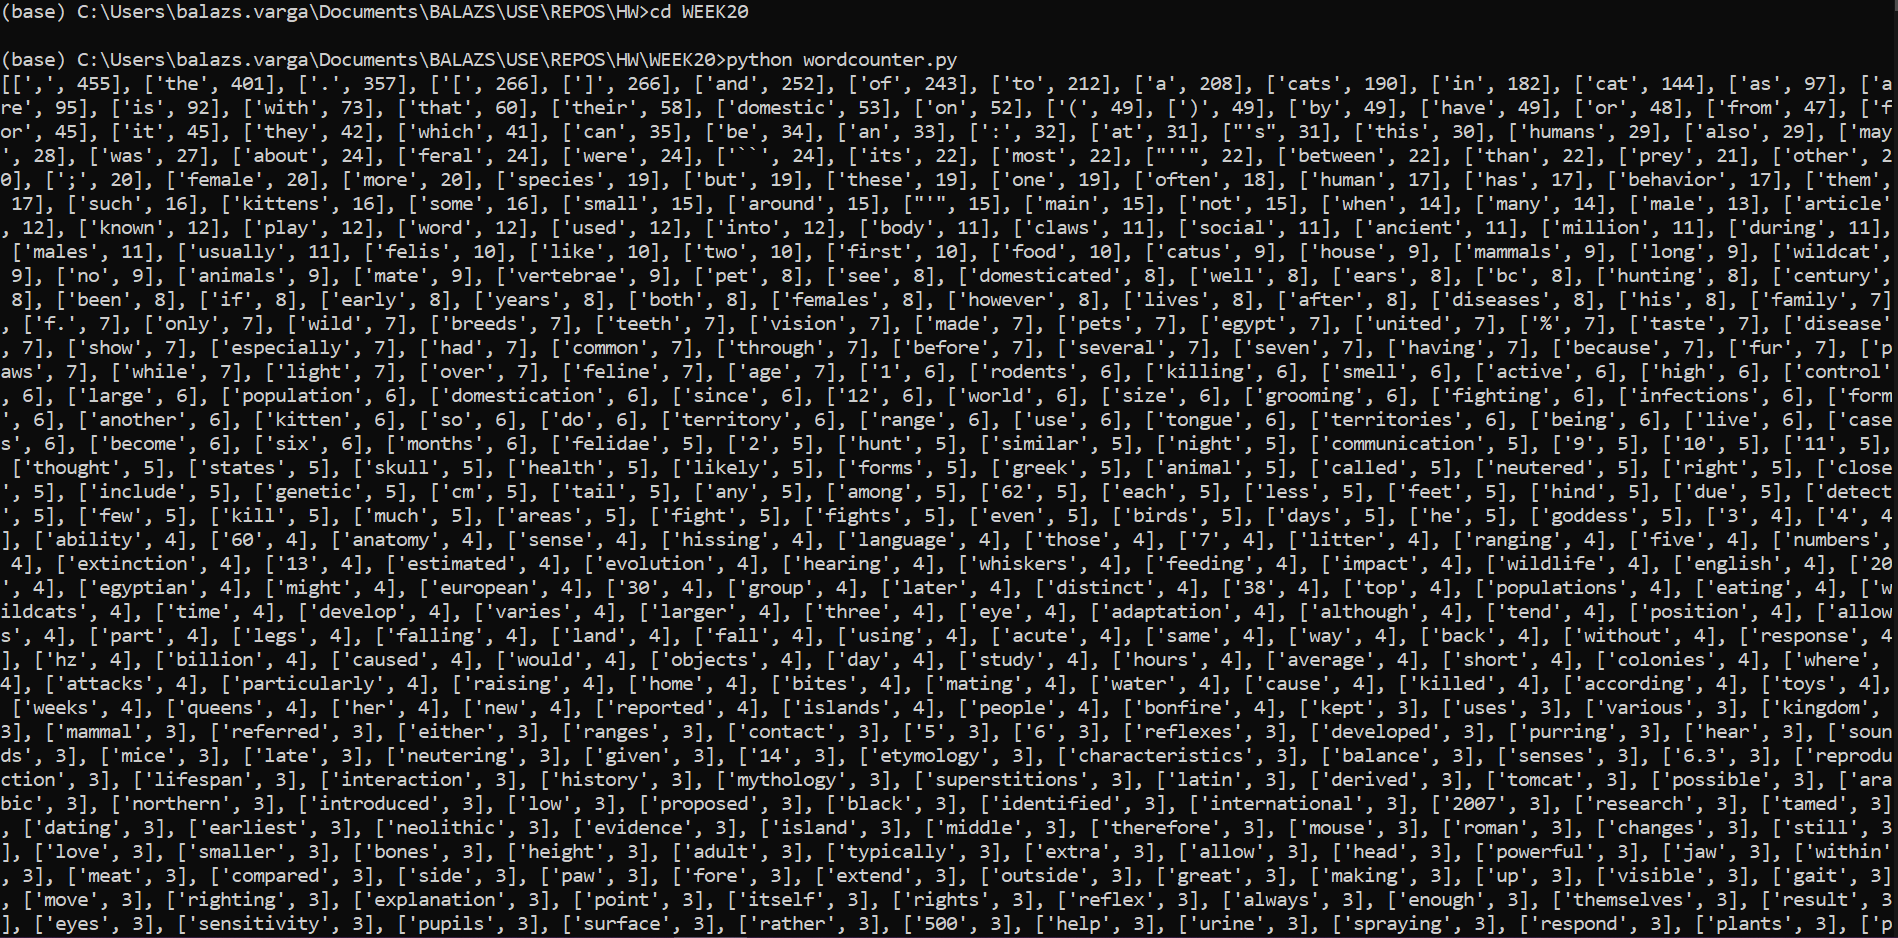 (base) C:\Users\balazs.varga\Documents\BALAZS\USE\REPOS\HW>cd WEEK20
(base) C:\Users\balazs.varga\Documents\BALAZS\USE\REPOS\HW\WEEK20>python wordcounter.py
[[',', 455], ['the', 401], ['.', 357], ['[', 266], [']', 266], ['and', 252], ['of', 243], ['to', 212], ['a', 208], ['cats', 190], ['in', 182], ['cat', 144], ['as', 97], ['a
re', 95], ['is', 92], ['with', 73], ['that', 60], ['their', 58], ['domestic', 53], ['on', 52], ['(', 49], [')', 49], ['by', 49], ['have', 49], ['or', 48], ['from', 47], ['f
or', 45], ['it', 45], ['they', 42], ['which', 41], ['can', 35], ['be', 34], ['an', 33], [':', 32], ['at', 31], ["'s", 31], ['this', 30], ['humans', 29], ['also', 29], ['may
', 28], ['was', 27], ['about', 24], ['feral', 24], ['were', 24], ['``', 24], ['its', 22], ['most', 22], ["''", 22], ['between', 22], ['than', 22], ['prey', 21], ['other', 2
0], [';', 20], ['female', 20], ['more', 20], ['species', 19], ['but', 19], ['these', 19], ['one', 19], ['often', 18], ['human', 17], ['has', 17], ['behavior', 17], ['them',
 17], ['such', 16], ['kittens', 16], ['some', 16], ['small', 15], ['around', 15], ["'", 15], ['main', 15], ['not', 15], ['when', 14], ['many', 14], ['male', 13], ['article'
, 12], ['known', 12], ['play', 12], ['word', 12], ['used', 12], ['into', 12], ['body', 11], ['claws', 11], ['social', 11], ['ancient', 11], ['million', 11], ['during', 11],
 ['males', 11], ['usually', 11], ['felis', 10], ['like', 10], ['two', 10], ['first', 10], ['food', 10], ['catus', 9], ['house', 9], ['mammals', 9], ['long', 9], ['wildcat',
 9], ['no', 9], ['animals', 9], ['mate', 9], ['vertebrae', 9], ['pet', 8], ['see', 8], ['domesticated', 8], ['well', 8], ['ears', 8], ['bc', 8], ['hunting', 8], ['century',
 8], ['been', 8], ['if', 8], ['early', 8], ['years', 8], ['both', 8], ['females', 8], ['however', 8], ['lives', 8], ['after', 8], ['diseases', 8], ['his', 8], ['family', 7]
, ['f.', 7], ['only', 7], ['wild', 7], ['breeds', 7], ['teeth', 7], ['vision', 7], ['made', 7], ['pets', 7], ['egypt', 7], ['united', 7], ['%', 7], ['taste', 7], ['disease'
, 7], ['show', 7], ['especially', 7], ['had', 7], ['common', 7], ['through', 7], ['before', 7], ['several', 7], ['seven', 7], ['having', 7], ['because', 7], ['fur', 7], ['p
aws', 7], ['while', 7], ['light', 7], ['over', 7], ['feline', 7], ['age', 7], ['1', 6], ['rodents', 6], ['killing', 6], ['smell', 6], ['active', 6], ['high', 6], ['control'
, 6], ['large', 6], ['population', 6], ['domestication', 6], ['since', 6], ['12', 6], ['world', 6], ['size', 6], ['grooming', 6], ['fighting', 6], ['infections', 6], ['form
', 6], ['another', 6], ['kitten', 6], ['so', 6], ['do', 6], ['territory', 6], ['range', 6], ['use', 6], ['tongue', 6], ['territories', 6], ['being', 6], ['live', 6], ['case
s', 6], ['become', 6], ['six', 6], ['months', 6], ['felidae', 5], ['2', 5], ['hunt', 5], ['similar', 5], ['night', 5], ['communication', 5], ['9', 5], ['10', 5], ['11', 5],
 ['thought', 5], ['states', 5], ['skull', 5], ['health', 5], ['likely', 5], ['forms', 5], ['greek', 5], ['animal', 5], ['called', 5], ['neutered', 5], ['right', 5], ['close
', 5], ['include', 5], ['genetic', 5], ['cm', 5], ['tail', 5], ['any', 5], ['among', 5], ['62', 5], ['each', 5], ['less', 5], ['feet', 5], ['hind', 5], ['due', 5], ['detect
', 5], ['few', 5], ['kill', 5], ['much', 5], ['areas', 5], ['fight', 5], ['fights', 5], ['even', 5], ['birds', 5], ['days', 5], ['he', 5], ['goddess', 5], ['3', 4], ['4', 4
], ['ability', 4], ['60', 4], ['anatomy', 4], ['sense', 4], ['hissing', 4], ['language', 4], ['those', 4], ['7', 4], ['litter', 4], ['ranging', 4], ['five', 4], ['numbers',
 4], ['extinction', 4], ['13', 4], ['estimated', 4], ['evolution', 4], ['hearing', 4], ['whiskers', 4], ['feeding', 4], ['impact', 4], ['wildlife', 4], ['english', 4], ['20
', 4], ['egyptian', 4], ['might', 4], ['european', 4], ['30', 4], ['group', 4], ['later', 4], ['distinct', 4], ['38', 4], ['top', 4], ['populations', 4], ['eating', 4], ['w
ildcats', 4], ['time', 4], ['develop', 4], ['varies', 4], ['larger', 4], ['three', 4], ['eye', 4], ['adaptation', 4], ['although', 4], ['tend', 4], ['position', 4], ['allow
s', 4], ['part', 4], ['legs', 4], ['falling', 4], ['land', 4], ['fall', 4], ['using', 4], ['acute', 4], ['same', 4], ['way', 4], ['back', 4], ['without', 4], ['response', 4
], ['hz', 4], ['billion', 4], ['caused', 4], ['would', 4], ['objects', 4], ['day', 4], ['study', 4], ['hours', 4], ['average', 4], ['short', 4], ['colonies', 4], ['where',
4], ['attacks', 4], ['particularly', 4], ['raising', 4], ['home', 4], ['bites', 4], ['mating', 4], ['water', 4], ['cause', 4], ['killed', 4], ['according', 4], ['toys', 4],
 ['weeks', 4], ['queens', 4], ['her', 4], ['new', 4], ['reported', 4], ['islands', 4], ['people', 4], ['bonfire', 4], ['kept', 3], ['uses', 3], ['various', 3], ['kingdom',
3], ['mammal', 3], ['referred', 3], ['either', 3], ['ranges', 3], ['contact', 3], ['5', 3], ['6', 3], ['reflexes', 3], ['developed', 3], ['purring', 3], ['hear', 3], ['soun
ds', 3], ['mice', 3], ['late', 3], ['neutering', 3], ['given', 3], ['14', 3], ['etymology', 3], ['characteristics', 3], ['balance', 3], ['senses', 3], ['6.3', 3], ['reprodu
ction', 3], ['lifespan', 3], ['interaction', 3], ['history', 3], ['mythology', 3], ['superstitions', 3], ['latin', 3], ['derived', 3], ['tomcat', 3], ['possible', 3], ['ara
bic', 3], ['northern', 3], ['introduced', 3], ['low', 3], ['proposed', 3], ['black', 3], ['identified', 3], ['international', 3], ['2007', 3], ['research', 3], ['tamed', 3]
, ['dating', 3], ['earliest', 3], ['neolithic', 3], ['evidence', 3], ['island', 3], ['middle', 3], ['therefore', 3], ['mouse', 3], ['roman', 3], ['changes', 3], ['still', 3
], ['love', 3], ['smaller', 3], ['bones', 3], ['height', 3], ['adult', 3], ['typically', 3], ['extra', 3], ['allow', 3], ['head', 3], ['powerful', 3], ['jaw', 3], ['within'
, 3], ['meat', 3], ['compared', 3], ['side', 3], ['paw', 3], ['fore', 3], ['extend', 3], ['outside', 3], ['great', 3], ['making', 3], ['up', 3], ['visible', 3], ['gait', 3]
, ['move', 3], ['righting', 3], ['explanation', 3], ['point', 3], ['itself', 3], ['rights', 3], ['reflex', 3], ['always', 3], ['enough', 3], ['themselves', 3], ['result', 3
], ['eyes', 3], ['sensitivity', 3], ['pupils', 3], ['surface', 3], ['rather', 3], ['500', 3], ['help', 3], ['urine', 3], ['spraying', 3], ['respond', 3], ['plants', 3], ['p